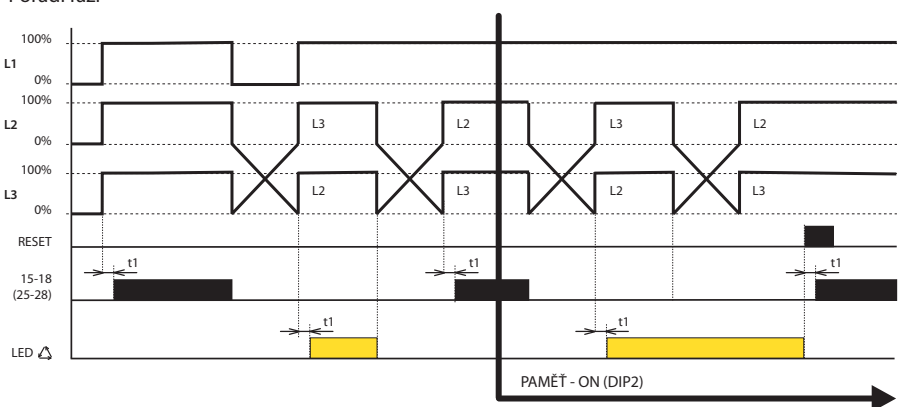 100%
L1
0%
100%
L2
0%
100%
L3
0%
L3
L2
L3
L2
L2
L3
L2
L3
RESET
t1
t1
t1
15-18
(25-28)
t1
t1
LED
PAMĚŤ - ON (DIP2)